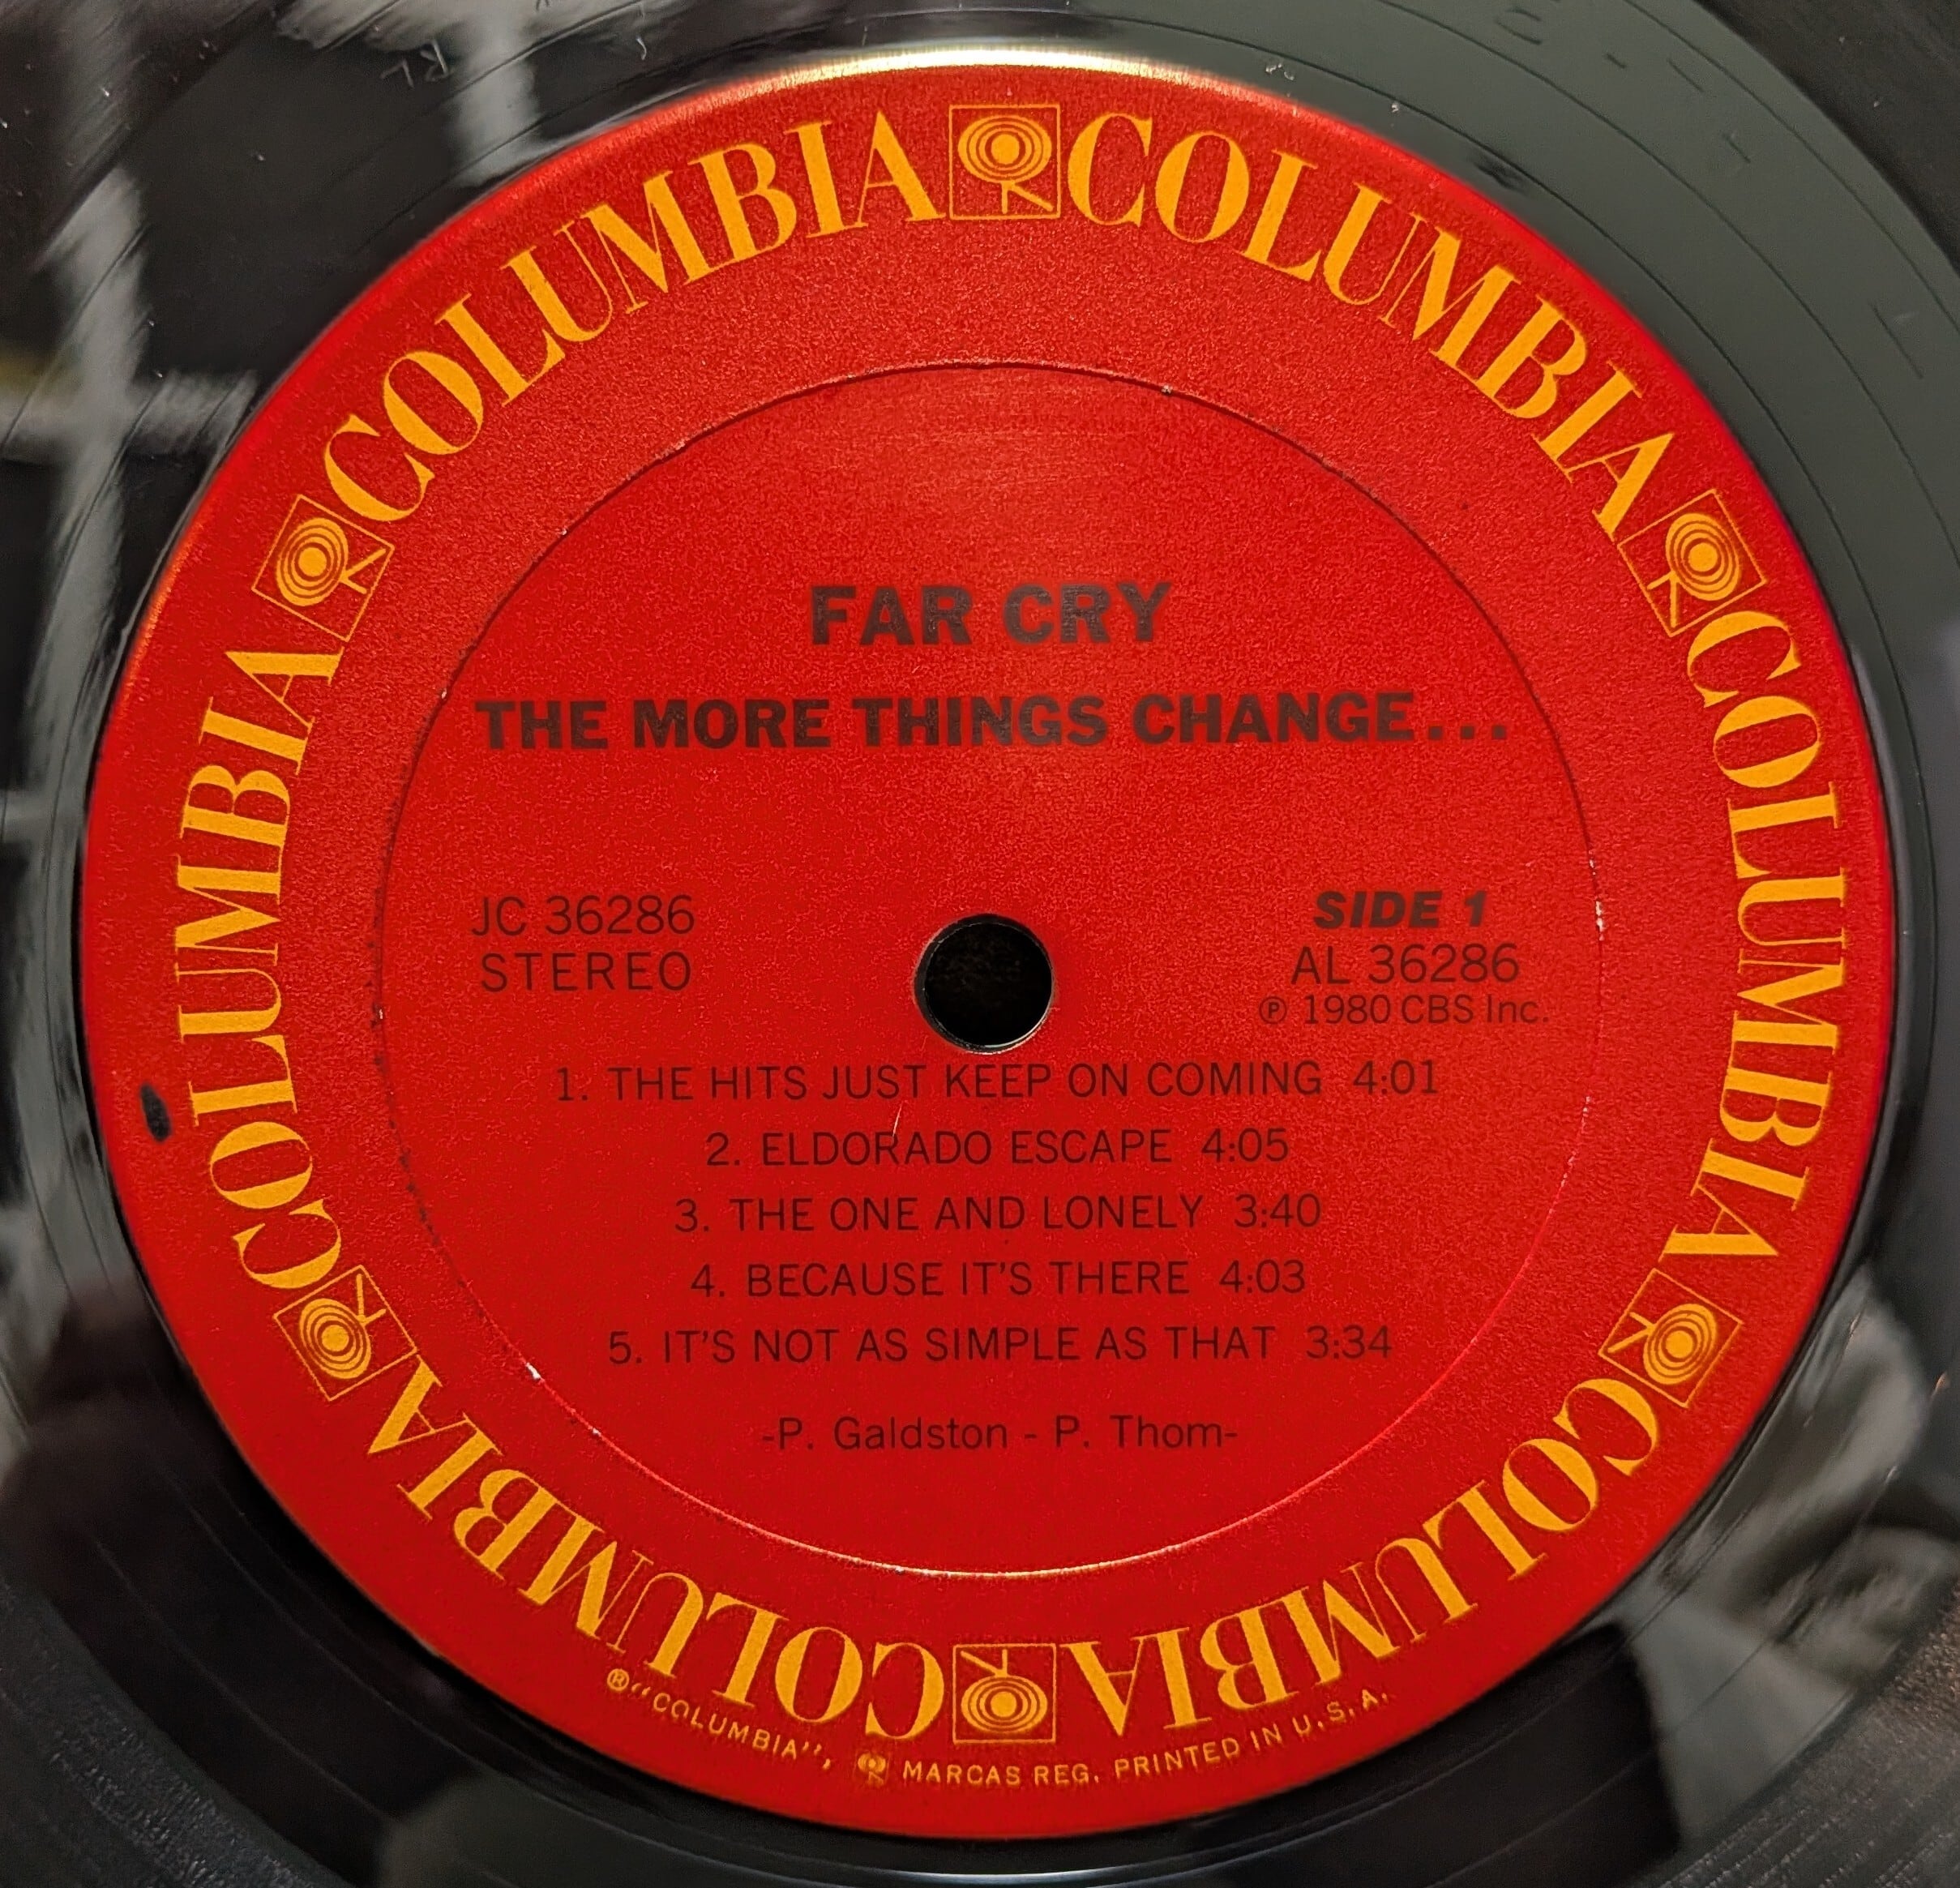 COLUMBIA COLUMBIA COLUMBIA COLUMBIA COLUMBIA COLUMBIA
FAR CRY
THE MORE THINGS CHANGE...
JC 36286
STEREO
SIDE 1
AL 36286
℗ 1980 CBS Inc.
1. THE HITS JUST KEEP ON COMING 4:01
2. ELDORADO ESCAPE 4:05
3. THE ONE AND LONELY 3:40
4. BECAUSE IT'S THERE 4:03
5. IT'S NOT AS SIMPLE AS THAT 3:34
-P. Galdston - P. Thom-
®"COLUMBIA", MARCAS REG. PRINTED IN U.S.A.